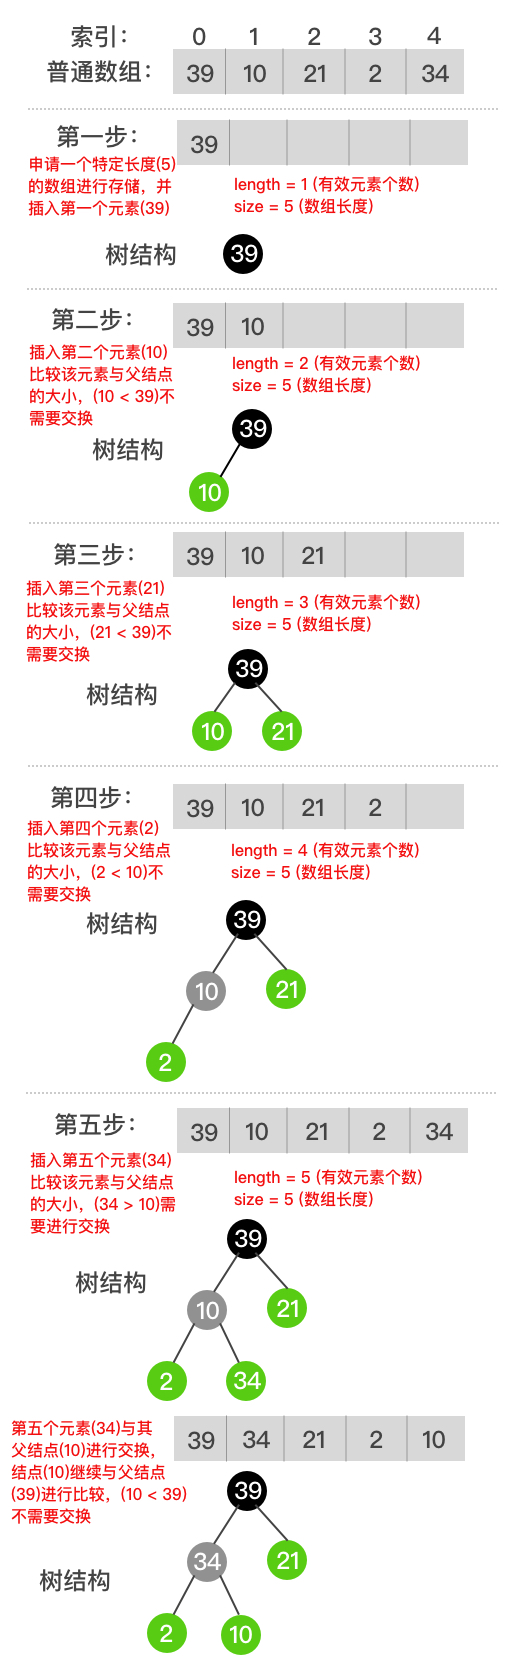 索引： 0 1 2 3 4
普通数组： 39 10 21 2 34
第一步： 39
申请一个特定长度(5)
的数组进行存储，并
插入第一个元素(39)
length = 1 (有效元素个数)
size = 5 (数组长度)
树结构 39
第二步： 39 10
插入第二个元素(10)
比较该元素与父结点
的大小，(10 < 39)不
需要交换
length = 2 (有效元素个数)
size = 5 (数组长度)
39
树结构
10
第三步： 39 10 21
插入第三个元素(21)
比较该元素与父结点
的大小，(21 < 39)不
需要交换
length = 3 (有效元素个数)
size = 5 (数组长度)
39
树结构
10 21
第四步： 39 10 21 2
插入第四个元素(2)
比较该元素与父结点
的大小，(2 < 10)不
需要交换
length = 4 (有效元素个数)
size = 5 (数组长度)
树结构 39
10 21
2
第五步： 39 10 21 2 34
插入第五个元素(34)
比较该元素与父结点
的大小，(34 > 10)需
要进行交换
length = 5 (有效元素个数)
size = 5 (数组长度)
39
树结构
10 21
2 34
39 34 21 2 10
第五个元素(34)与其
父结点(10)进行交换，
结点(10)继续与父结点
(39)进行比较，(10 < 39)
不需要交换
39
34 21
树结构
2 10